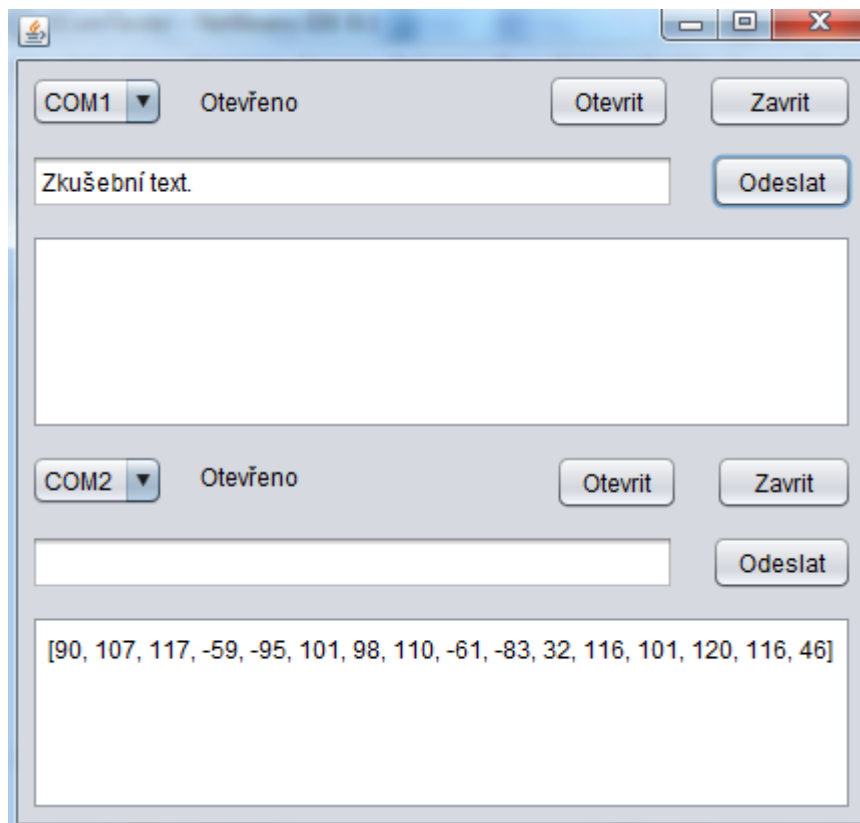 COM1 Otevřeno Otevrit Zavrit
Zkušební text. Odeslat
COM2 Otevřeno Otevrit Zavrit
Odeslat
[90, 107, 117, -59, -95, 101, 98, 110, -61, -83, 32, 116, 101, 120, 116, 46]